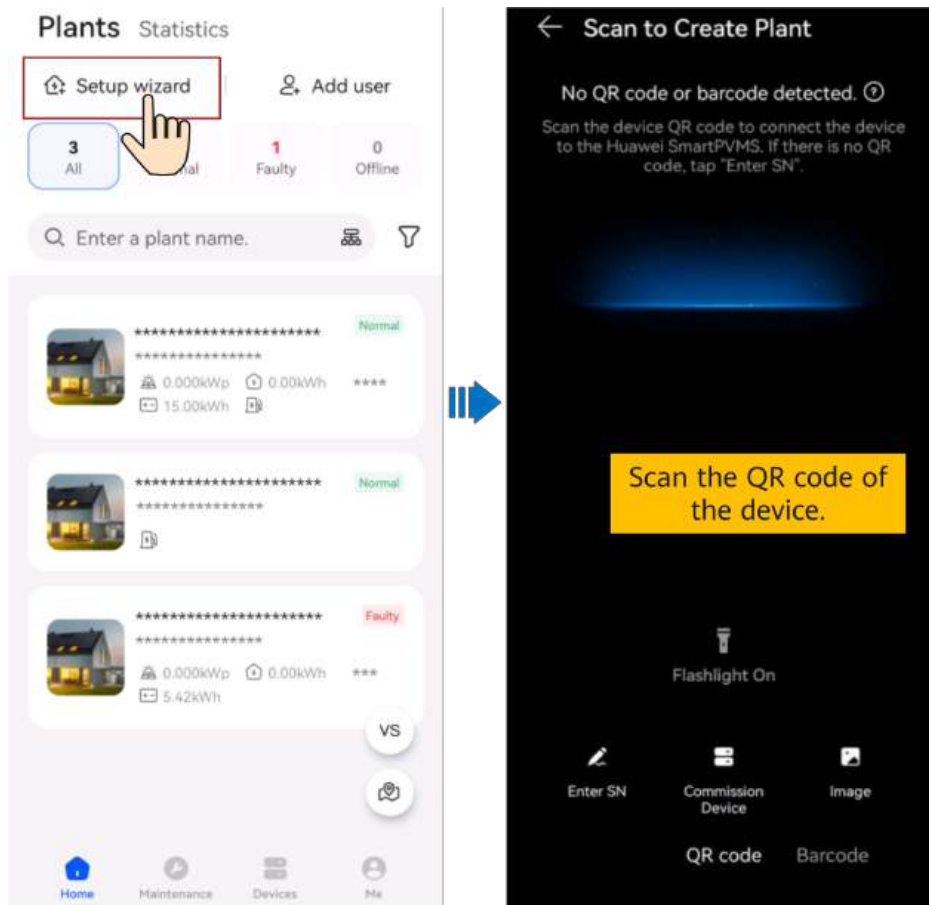 Plants Statistics
Setup wizard
Add user
3
All
1
Faulty
0
Offline
Enter a plant name.
**********************
***************
Normal
0.000kWp 0.00kWh ****
15.00kWh
**********************
***************
Normal
**********************
***************
Faulty
0.000kWp 0.00kWh ***
5.42kWh
VS
Home
Maintenance
Devices
Me
Scan to Create Plant
No QR code or barcode detected.
Scan the device QR code to connect the device
to the Huawei SmartPVMS. If there is no QR
code, tap "Enter SN".
Scan the QR code of
the device.
Flashlight On
Enter SN
Commission
Device
Image
QR code Barcode